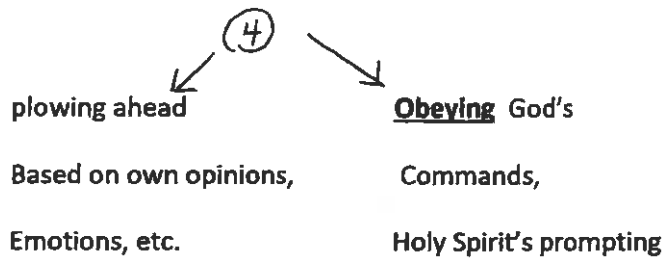 4
plowing ahead
Based on own opinions,
Emotions, etc.
Obeying God's
Commands,
Holy Spirit's prompting